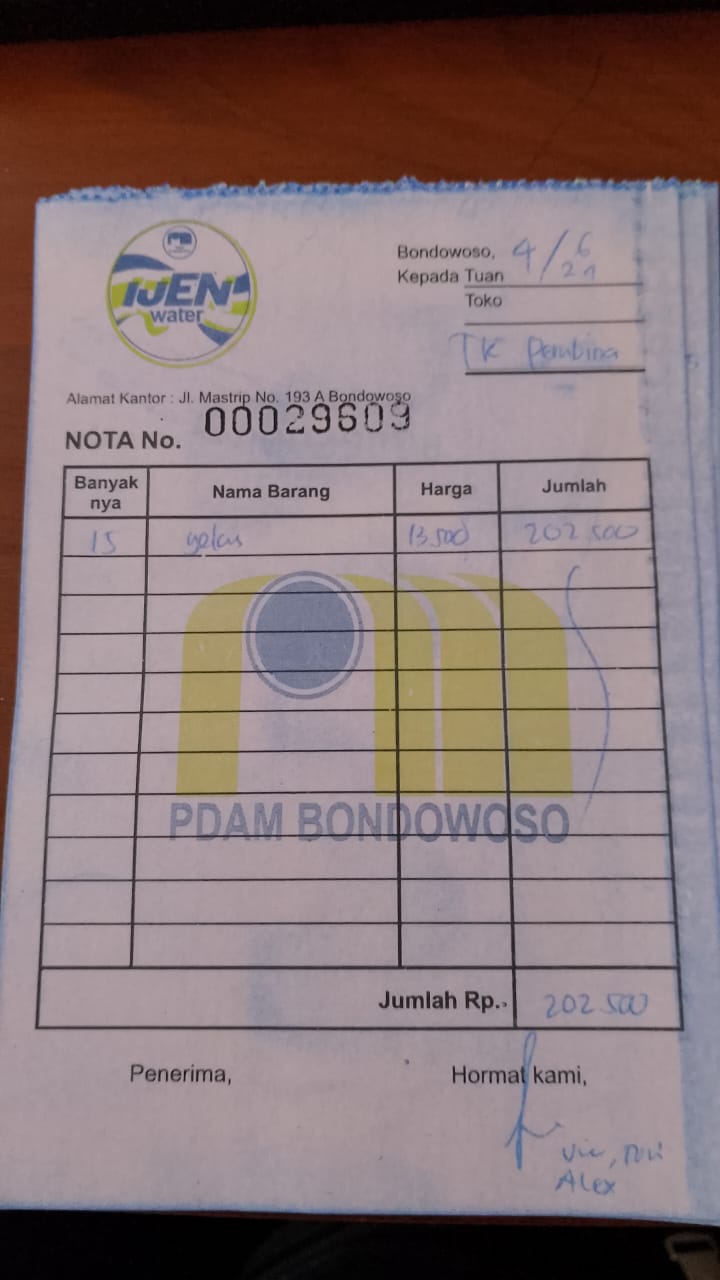 IJEN
water
Bondowoso, 4/6
21
Kepada Tuan
Toko
TK Pembina
Alamat Kantor : Jl. Mastrip No. 193 A Bondowoso
NOTA No. 00029609
Banyak nya Nama Barang Harga Jumlah
15 gelas 13.500 202.500
PDAM BONDOWOSO
Jumlah Rp. 202.500
Penerima, Hormat kami,
Alex